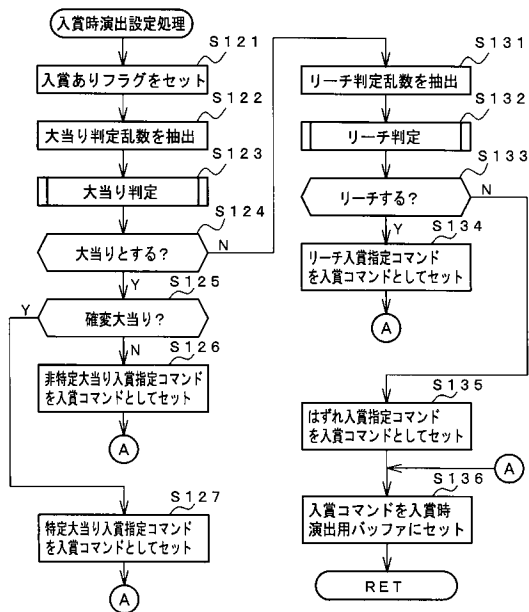 入賞時演出設定処理
S121
入賞ありフラグをセット
S122
大当り判定乱数を抽出
S123
大当り判定
S124
大当りとする?
N
Y
S125
Y
確変大当り?
N
S126
非特定大当り入賞指定コマンド
を入賞コマンドとしてセット
A
S127
特定大当り入賞指定コマンド
を入賞コマンドとしてセット
A
S131
リーチ判定乱数を抽出
S132
リーチ判定
S133
リーチする?
N
Y
S134
リーチ入賞指定コマンド
を入賞コマンドとしてセット
A
S135
はずれ入賞指定コマンド
を入賞コマンドとしてセット
A
S136
入賞コマンドを入賞時
演出用バッファにセット
RET